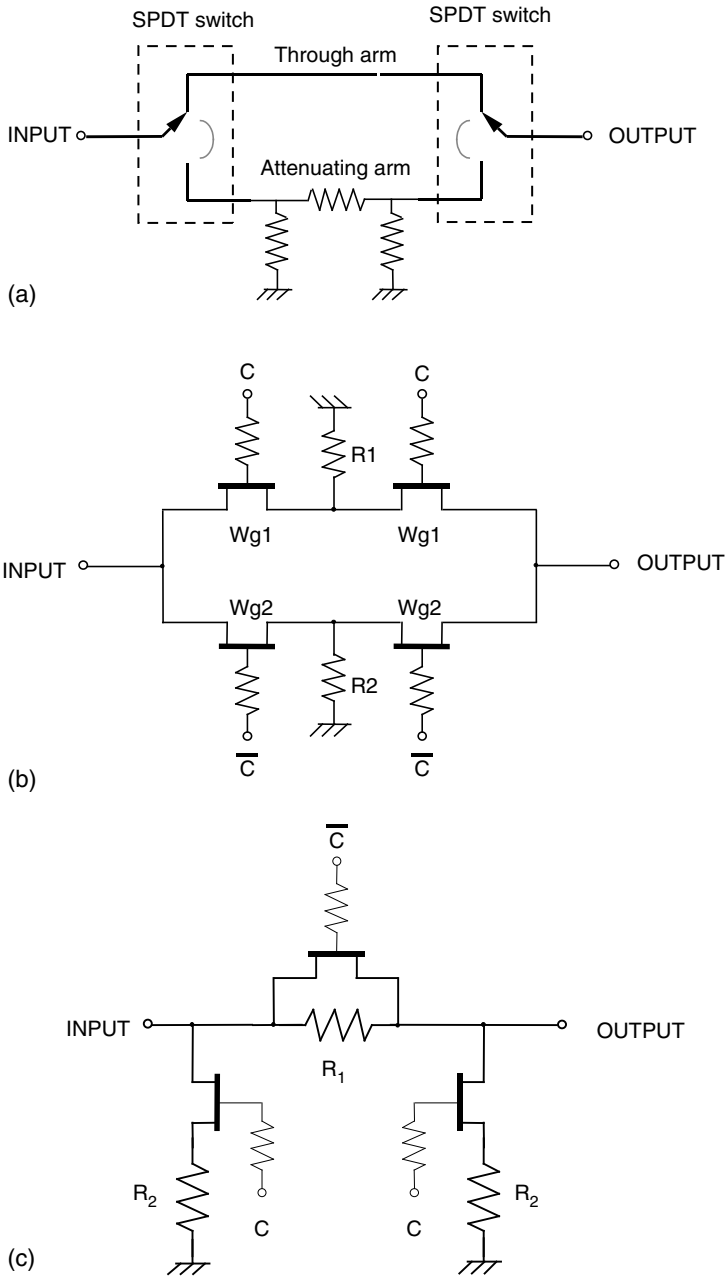 SPDT switch
SPDT switch
Through arm
INPUT
OUTPUT
Attenuating arm
(a)
C
C
R1
Wg1
Wg1
INPUT
OUTPUT
Wg2
Wg2
R2
C̅
C̅
(b)
C̅
INPUT
OUTPUT
R₁
R₂
R₂
C
C
(c)